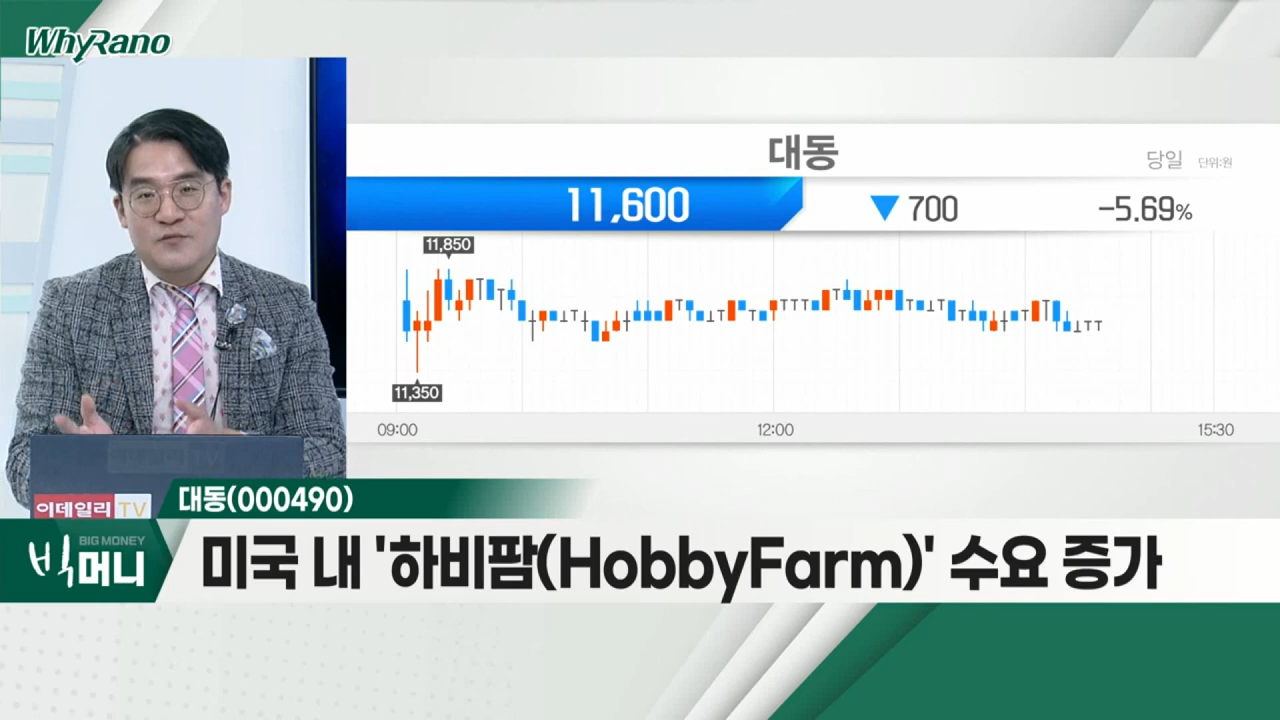 WhyRano
대동
당일 단위:원
11,600 ▼ 700 -5.69%
11,850
11,350
09:00 12:00 15:30
이데일리 TV
대동(000490)
BIG MONEY
빅머니
미국 내 '하비팜(HobbyFarm)' 수요 증가